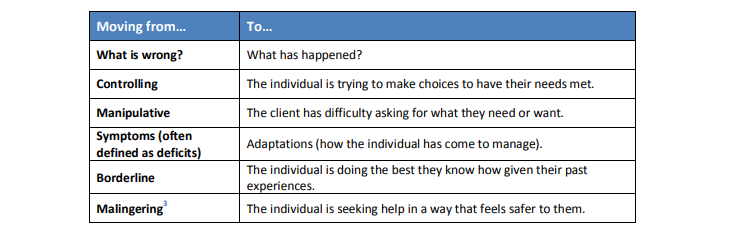 Moving from… To…
What is wrong? What has happened?
Controlling The individual is trying to make choices to have their needs met.
Manipulative The client has difficulty asking for what they need or want.
Symptoms (often
defined as deficits) Adaptations (how the individual has come to manage).
Borderline The individual is doing the best they know how given their past
experiences.
Malingering3 The individual is seeking help in a way that feels safer to them.